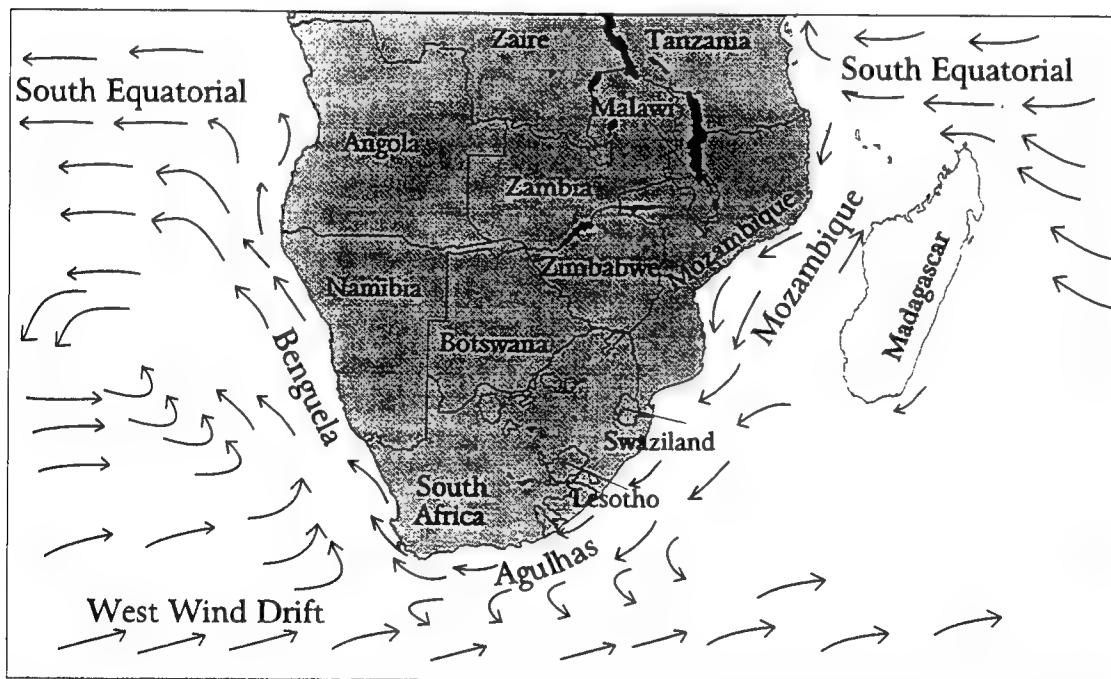 Zaire
Tanzania
South Equatorial
South Equatorial
Malawi
Angola
Zambia
Mozambique
Mozambique
Zimbabwe
Namibia
Madagascar
Benguela
Botswana
Swaziland
South
Africa
Lesotho
Agulhas
West Wind Drift